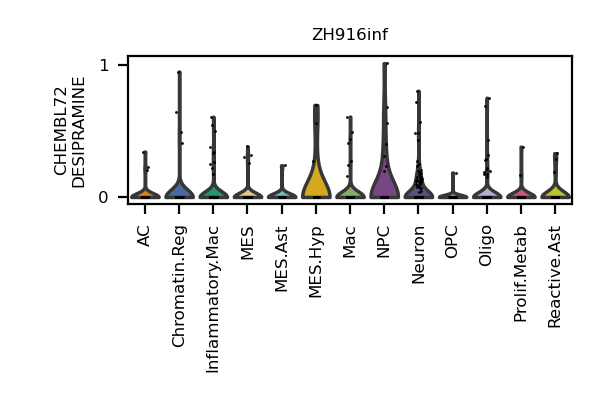 ZH916inf
CHEMBL72
DESIPRAMINE
1
0
AC
Chromatin.Reg
Inflammatory.Mac
MES
MES.Ast
MES.Hyp
Mac
NPC
Neuron
OPC
Oligo
Prolif.Metab
Reactive.Ast